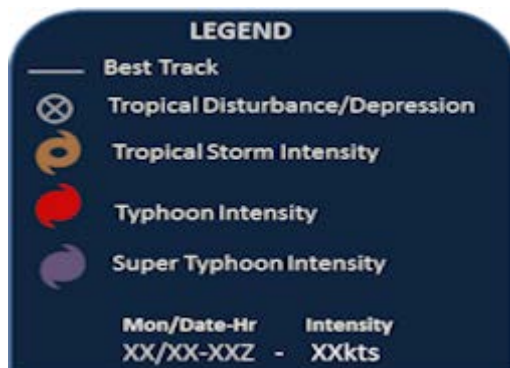 LEGEND
Best Track
Tropical Disturbance/Depression
Tropical Storm Intensity
Typhoon Intensity
Super Typhoon Intensity
Mon/Date-Hr Intensity
XX/XX-XXZ - XXkts